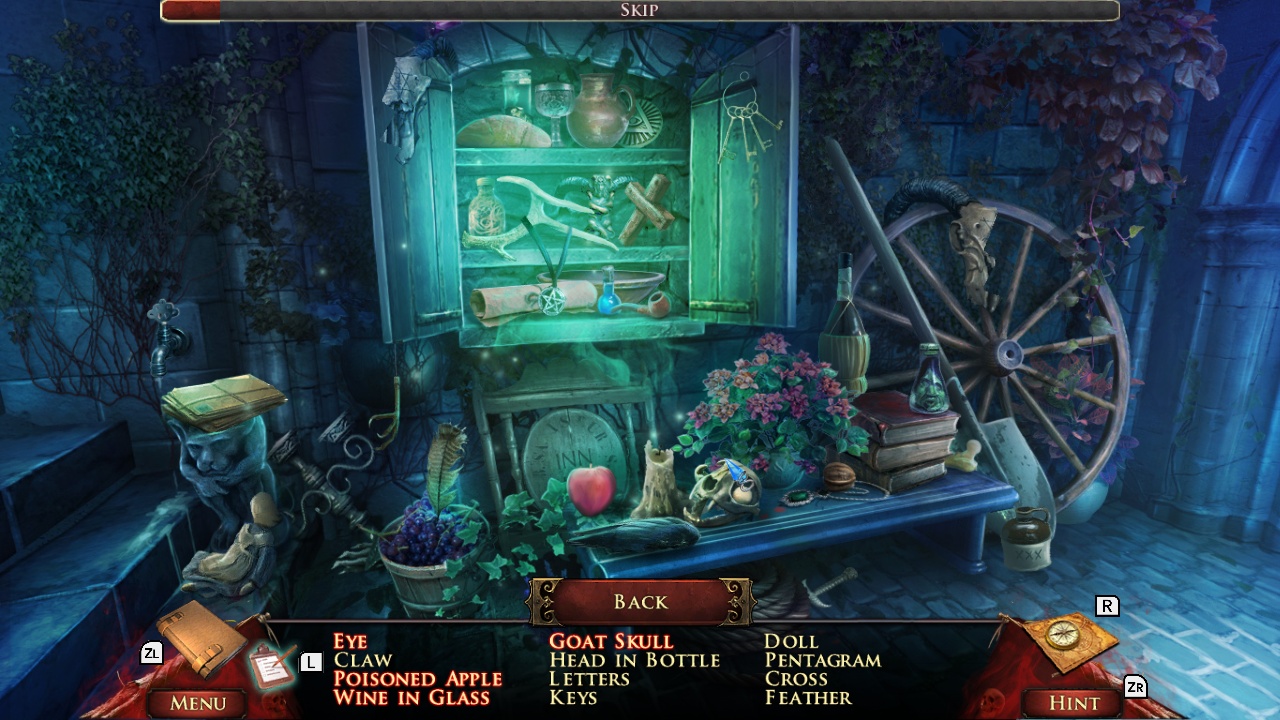 SKIP
INN
XXX
BACK
EYE
CLAW
POISONED APPLE
WINE IN GLASS
GOAT SKULL
HEAD IN BOTTLE
LETTERS
KEYS
DOLL
PENTAGRAM
CROSS
FEATHER
ZL
L
R
ZR
MENU
HINT